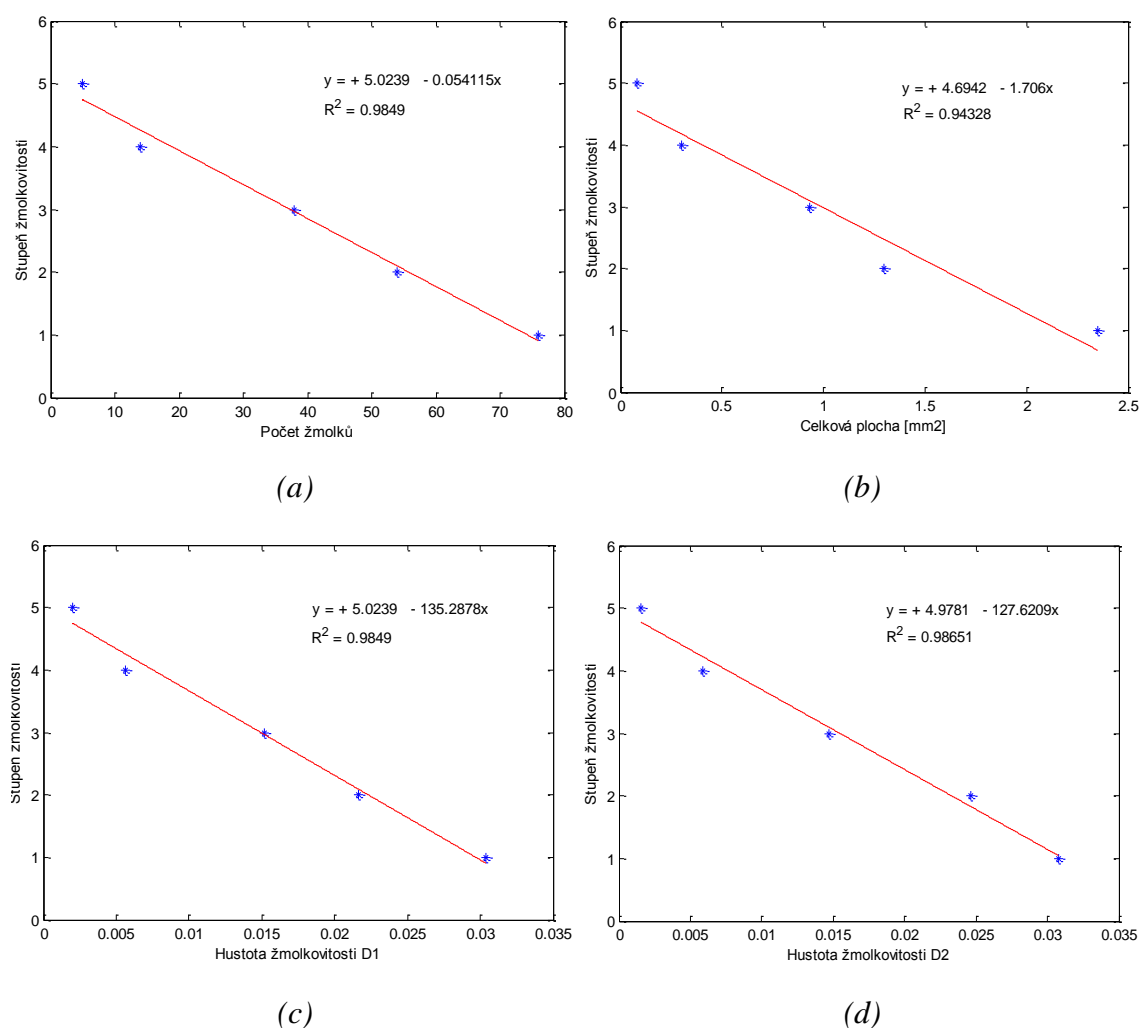 6
5
4
3
2
1
0
0 10 20 30 40 50 60 70 80
Stupeň žmolkovitosti
Počet žmolků
y = + 5.0239 - 0.054115x
R² = 0.9849
(a)
6
5
4
3
2
1
0
0 0.5 1 1.5 2 2.5
Stupeň žmolkovitosti
Celková plocha [mm2]
y = + 4.6942 - 1.706x
R² = 0.94328
(b)
6
5
4
3
2
1
0
0 0.005 0.01 0.015 0.02 0.025 0.03 0.035
Stupeň žmolkovitosti
Hustota žmolkovitosti D1
y = + 5.0239 - 135.2878x
R² = 0.9849
(c)
6
5
4
3
2
1
0
0 0.005 0.01 0.015 0.02 0.025 0.03 0.035
Stupeň žmolkovitosti
Hustota žmolkovitosti D2
y = + 4.9781 - 127.6209x
R² = 0.98651
(d)